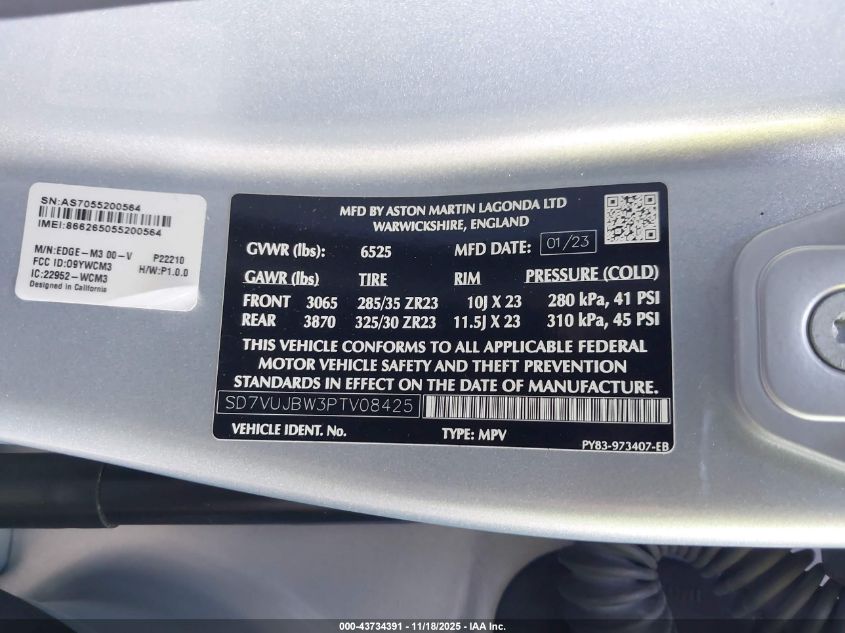 SN:AS7055200564
IMEI:866265055200564
M/N:EDGE-M3 00-V P22210
FCC ID:O9YWCM3 H/W:P1.0.0
IC:22952-WCM3
Designed in California
MFD BY ASTON MARTIN LAGONDA LTD
WARWICKSHIRE, ENGLAND
GVWR (lbs): 6525 MFD DATE: 01/23
GAWR (lbs) TIRE RIM PRESSURE (COLD)
FRONT 3065 285/35 ZR23 10J X 23 280 kPa, 41 PSI
REAR 3870 325/30 ZR23 11.5J X 23 310 kPa, 45 PSI
THIS VEHICLE CONFORMS TO ALL APPLICABLE FEDERAL
MOTOR VEHICLE SAFETY AND THEFT PREVENTION
STANDARDS IN EFFECT ON THE DATE OF MANUFACTURE.
SD7VUJBW3PTV08425
VEHICLE IDENT. No. TYPE: MPV PY83-973407-EB
000-43734391 - 11/18/2025 - IAA Inc.